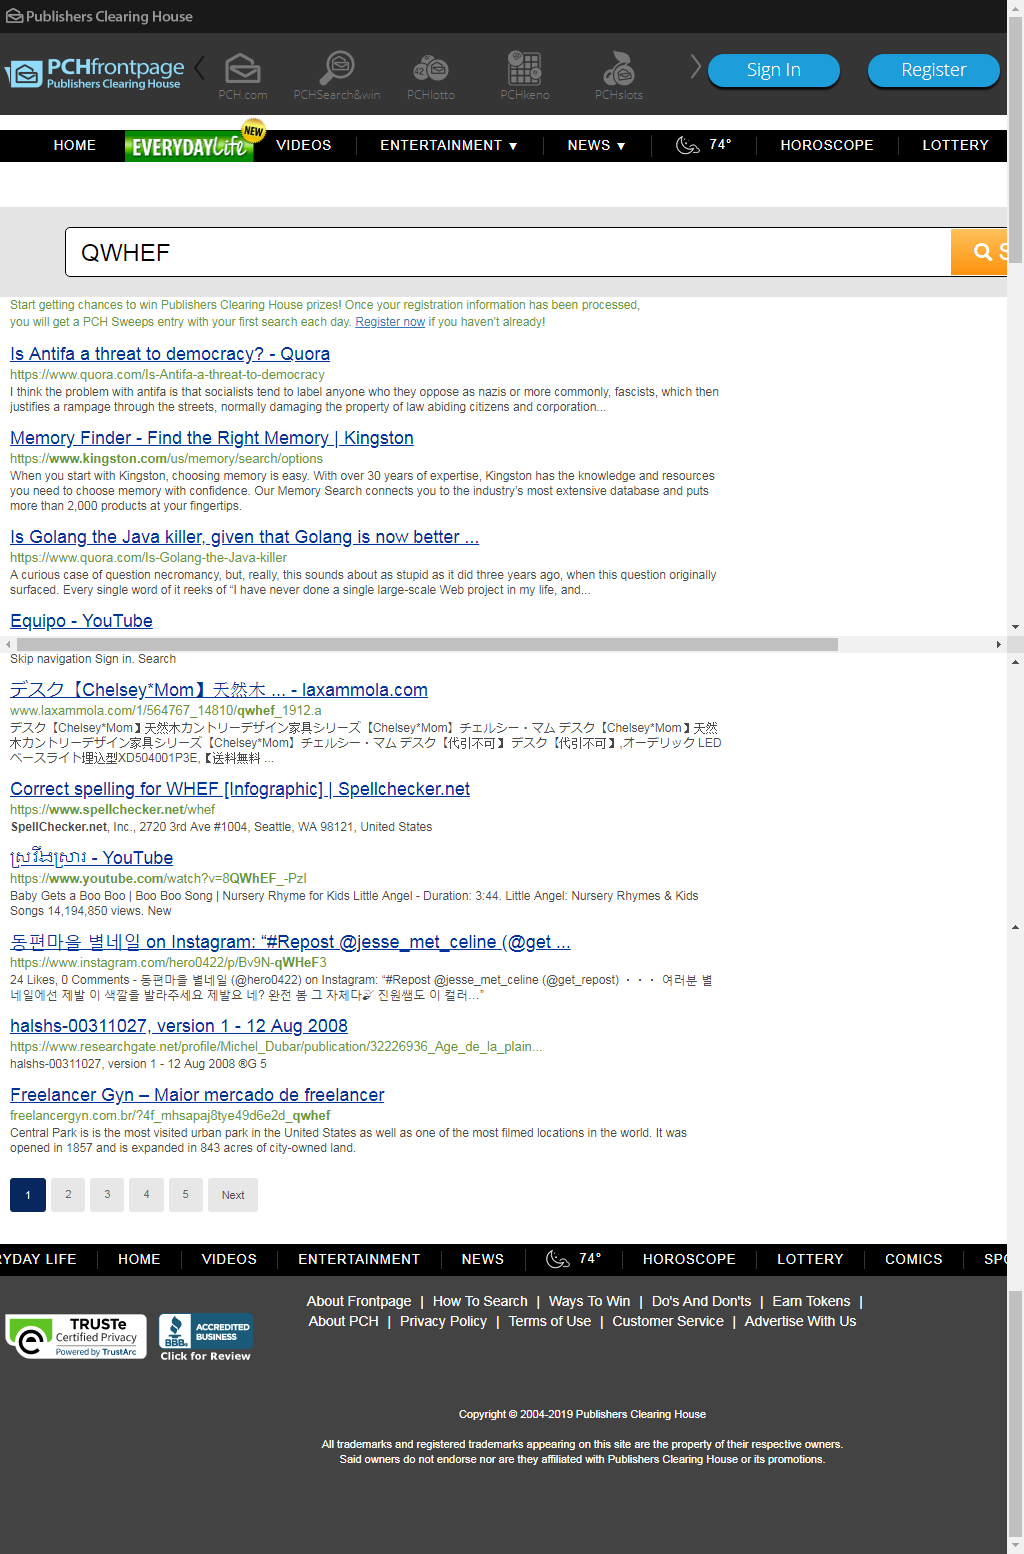 Publishers Clearing House
PCHfrontpage
Publishers Clearing House
PCH.com
PCHSearch&win
PCHlotto
PCHkeno
PCHslots
Sign In
Register
HOME
EVERYDAY Life
NEW
VIDEOS
ENTERTAINMENT ▼
NEWS ▼
74°
HOROSCOPE
LOTTERY
QWHEF
S
Start getting chances to win Publishers Clearing House prizes! Once your registration information has been processed,
you will get a PCH Sweeps entry with your first search each day. Register now if you haven't already!
Is Antifa a threat to democracy? - Quora
https://www.quora.com/Is-Antifa-a-threat-to-democracy
I think the problem with antifa is that socialists tend to label anyone who they oppose as nazis or more commonly, fascists, which then
justifies a rampage through the streets, normally damaging the property of law abiding citizens and corporation...
Memory Finder - Find the Right Memory | Kingston
https://www.kingston.com/us/memory/search/options
When you start with Kingston, choosing memory is easy. With over 30 years of expertise, Kingston has the knowledge and resources
you need to choose memory with confidence. Our Memory Search connects you to the industry's most extensive database and puts
more than 2,000 products at your fingertips.
Is Golang the Java killer, given that Golang is now better ...
https://www.quora.com/Is-Golang-the-Java-killer
A curious case of question necromancy, but, really, this sounds about as stupid as it did three years ago, when this question originally
surfaced. Every single word of it reeks of “I have never done a single large-scale Web project in my life, and...
Equipo - YouTube
Skip navigation Sign in. Search
デスク【Chelsey*Mom】天然木 ... - laxammola.com
www.laxammola.com/1/564767_14810/qwhef_1912.a
デスク【Chelsey*Mom】天然木カントリーデザイン家具シリーズ【Chelsey*Mom】チェルシー・マム デスク【Chelsey*Mom】天然
木カントリーデザイン家具シリーズ【Chelsey*Mom】チェルシー・マム デスク【代引不可】 デスク【代引不可】,オーデリック LED
ベースライト埋込型XD504001P3E,【送料無料 ...
Correct spelling for WHEF [Infographic] | Spellchecker.net
https://www.spellchecker.net/whef
SpellChecker.net, Inc., 2720 3rd Ave #1004, Seattle, WA 98121, United States
ស្រវឹងស្រារ - YouTube
https://www.youtube.com/watch?v=8QWhEF_-PzI
Baby Gets a Boo Boo | Boo Boo Song | Nursery Rhyme for Kids Little Angel - Duration: 3:44. Little Angel: Nursery Rhymes & Kids
Songs 14,194,850 views. New
동편마을 별네일 on Instagram: “#Repost @jesse_met_celine (@get ...
https://www.instagram.com/hero0422/p/Bv9N-qWHeF3
24 Likes, 0 Comments - 동편마을 별네일 (@hero0422) on Instagram: “#Repost @jesse_met_celine (@get_repost) ・・・ 여러분 별
네일에선 제발 이 색깔을 발라주세요 제발요 네? 완전 봄 그 자체다 진원쌤도 이 컬러…”
halshs-00311027, version 1 - 12 Aug 2008
https://www.researchgate.net/profile/Michel_Dubar/publication/32226936_Age_de_la_plain...
halshs-00311027, version 1 - 12 Aug 2008 ®G 5
Freelancer Gyn – Maior mercado de freelancer
freelancergyn.com.br/?4f_mhsapaj8tye49d6e2d_qwhef
Central Park is is the most visited urban park in the United States as well as one of the most filmed locations in the world. It was
opened in 1857 and is expanded in 843 acres of city-owned land.
1 2 3 4 5 Next
RYDAY LIFE
HOME
VIDEOS
ENTERTAINMENT
NEWS
74°
HOROSCOPE
LOTTERY
COMICS
SPO
About Frontpage | How To Search | Ways To Win | Do's And Don'ts | Earn Tokens |
About PCH | Privacy Policy | Terms of Use | Customer Service | Advertise With Us
TRUSTe
Certified Privacy
Powered by TrustArc
BBB.
ACCREDITED
BUSINESS
Click for Review
Copyright © 2004-2019 Publishers Clearing House
All trademarks and registered trademarks appearing on this site are the property of their respective owners.
Said owners do not endorse nor are they affiliated with Publishers Clearing House or its promotions.